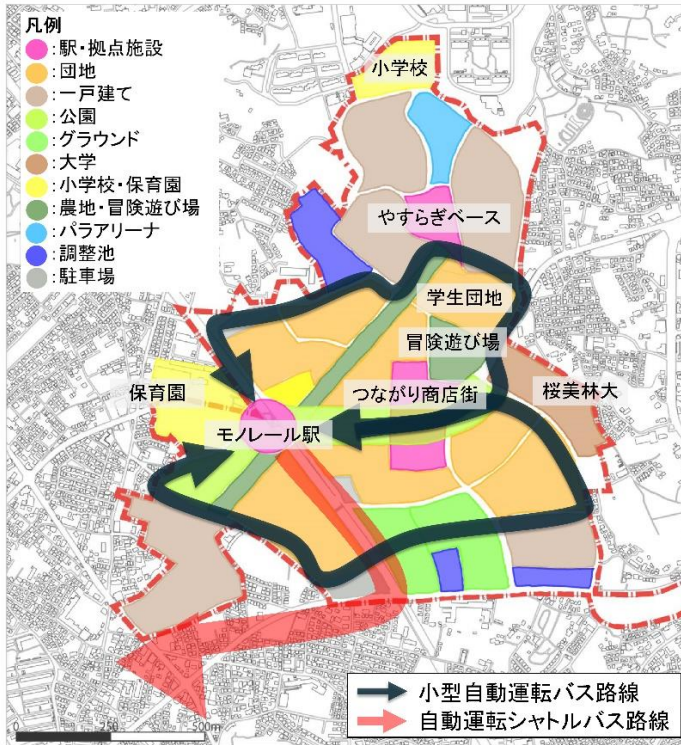 凡例
:駅・拠点施設
:団地
:一戸建て
:公園
:グラウンド
:大学
:小学校・保育園
:農地・冒険遊び場
:パラアリーナ
:調整池
:駐車場
小学校
やすらぎベース
学生団地
冒険遊び場
保育園
つながり商店街
桜美林大
モノレール駅
0 250 500m
小型自動運転バス路線
自動運転シャトルバス路線